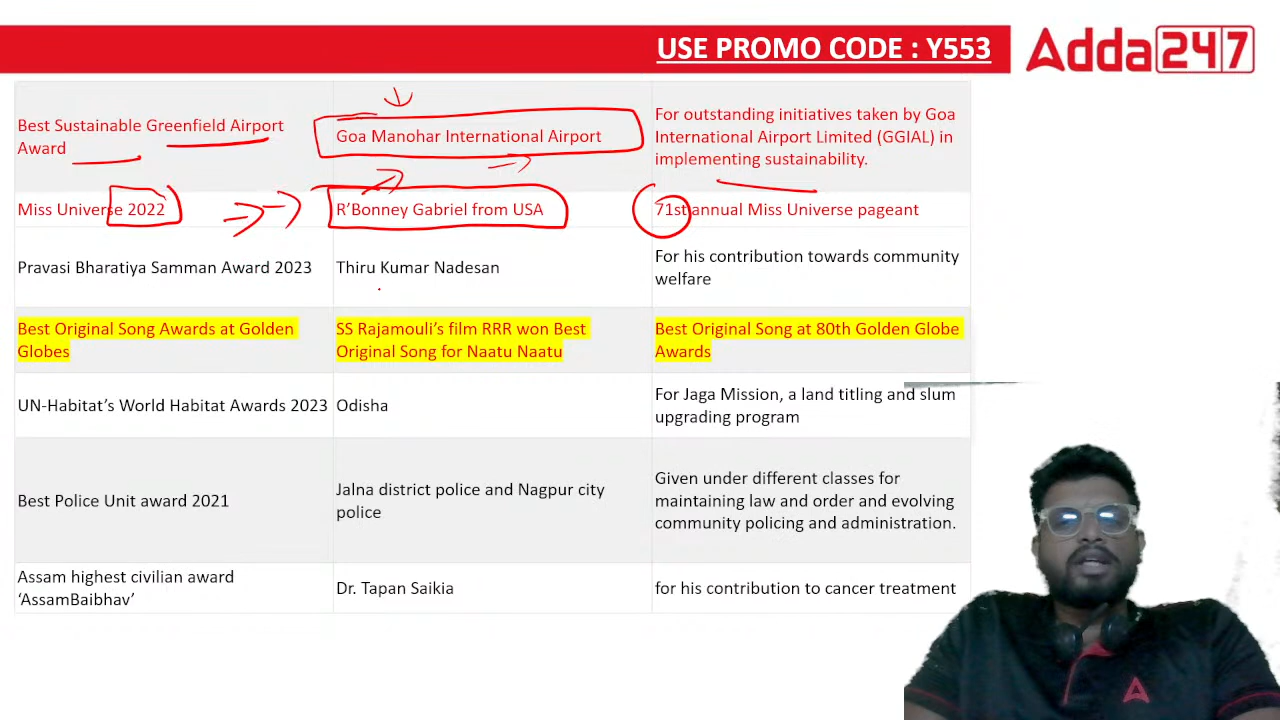 USE PROMO CODE : Y553
Adda247
Best Sustainable Greenfield Airport
Award
Goa Manohar International Airport
For outstanding initiatives taken by Goa
International Airport Limited (GGIAL) in
implementing sustainability.
Miss Universe 2022
R'Bonney Gabriel from USA
71st annual Miss Universe pageant
Pravasi Bharatiya Samman Award 2023
Thiru Kumar Nadesan
For his contribution towards community
welfare
Best Original Song Awards at Golden
Globes
SS Rajamouli's film RRR won Best
Original Song for Naatu Naatu
Best Original Song at 80th Golden Globe
Awards
UN-Habitat's World Habitat Awards 2023
Odisha
For Jaga Mission, a land titling and slum
upgrading program
Best Police Unit award 2021
Jalna district police and Nagpur city
police
Given under different classes for
maintaining law and order and evolving
community policing and administration.
Assam highest civilian award
‘AssamBaibhav’
Dr. Tapan Saikia
for his contribution to cancer treatment